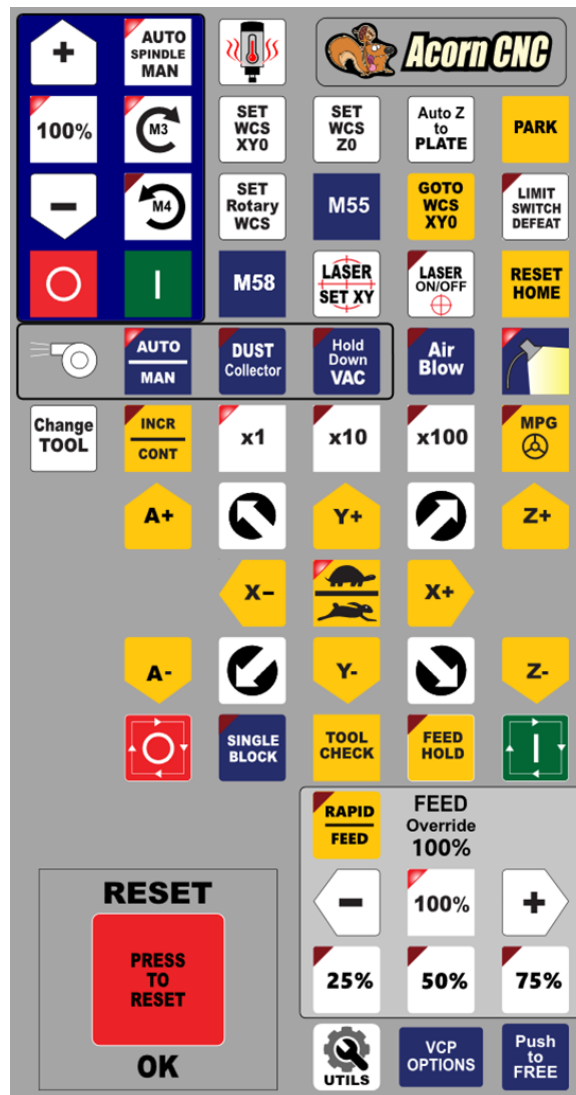 +
AUTO
SPINDLE
MAN
Acorn CNC
100%
M3
SET
WCS
XY0
SET
WCS
Z0
Auto Z
to
PLATE
PARK
−
M4
SET
Rotary
WCS
M55
GOTO
WCS
XY0
LIMIT
SWITCH
DEFEAT
M58
LASER
SET XY
LASER
ON/OFF
RESET
HOME
AUTO
MAN
DUST
Collector
Hold
Down
VAC
Air
Blow
Change
TOOL
INCR
CONT
x1
x10
x100
MPG
A+
Y+
Z+
X−
X+
A-
Y-
Z-
SINGLE
BLOCK
TOOL
CHECK
FEED
HOLD
RAPID
FEED
FEED
Override
100%
RESET
−
100%
+
PRESS
TO
RESET
25%
50%
75%
OK
UTILS
VCP
OPTIONS
Push
to
FREE